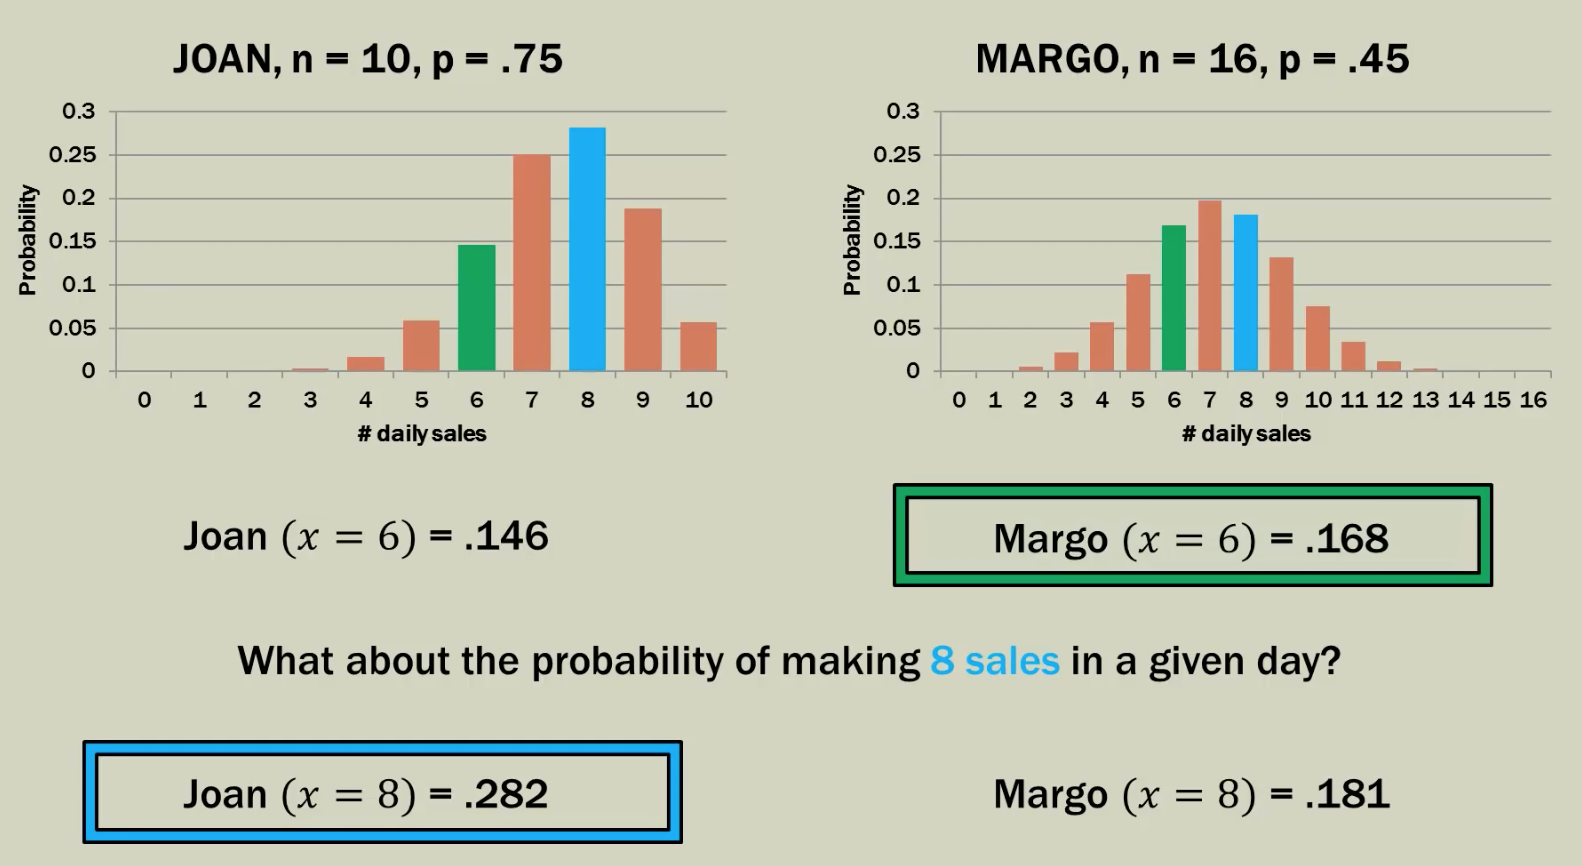 JOAN, n = 10, p = .75
0.3
0.25
0.2
0.15
0.1
0.05
0
Probability
0 1 2 3 4 5 6 7 8 9 10
# daily sales
MARGO, n = 16, p = .45
0.3
0.25
0.2
0.15
0.1
0.05
0
Probability
0 1 2 3 4 5 6 7 8 9 10 11 12 13 14 15 16
# daily sales
Joan (𝑥 = 6) = .146
Margo (𝑥 = 6) = .168
What about the probability of making 8 sales in a given day?
Joan (𝑥 = 8) = .282
Margo (𝑥 = 8) = .181